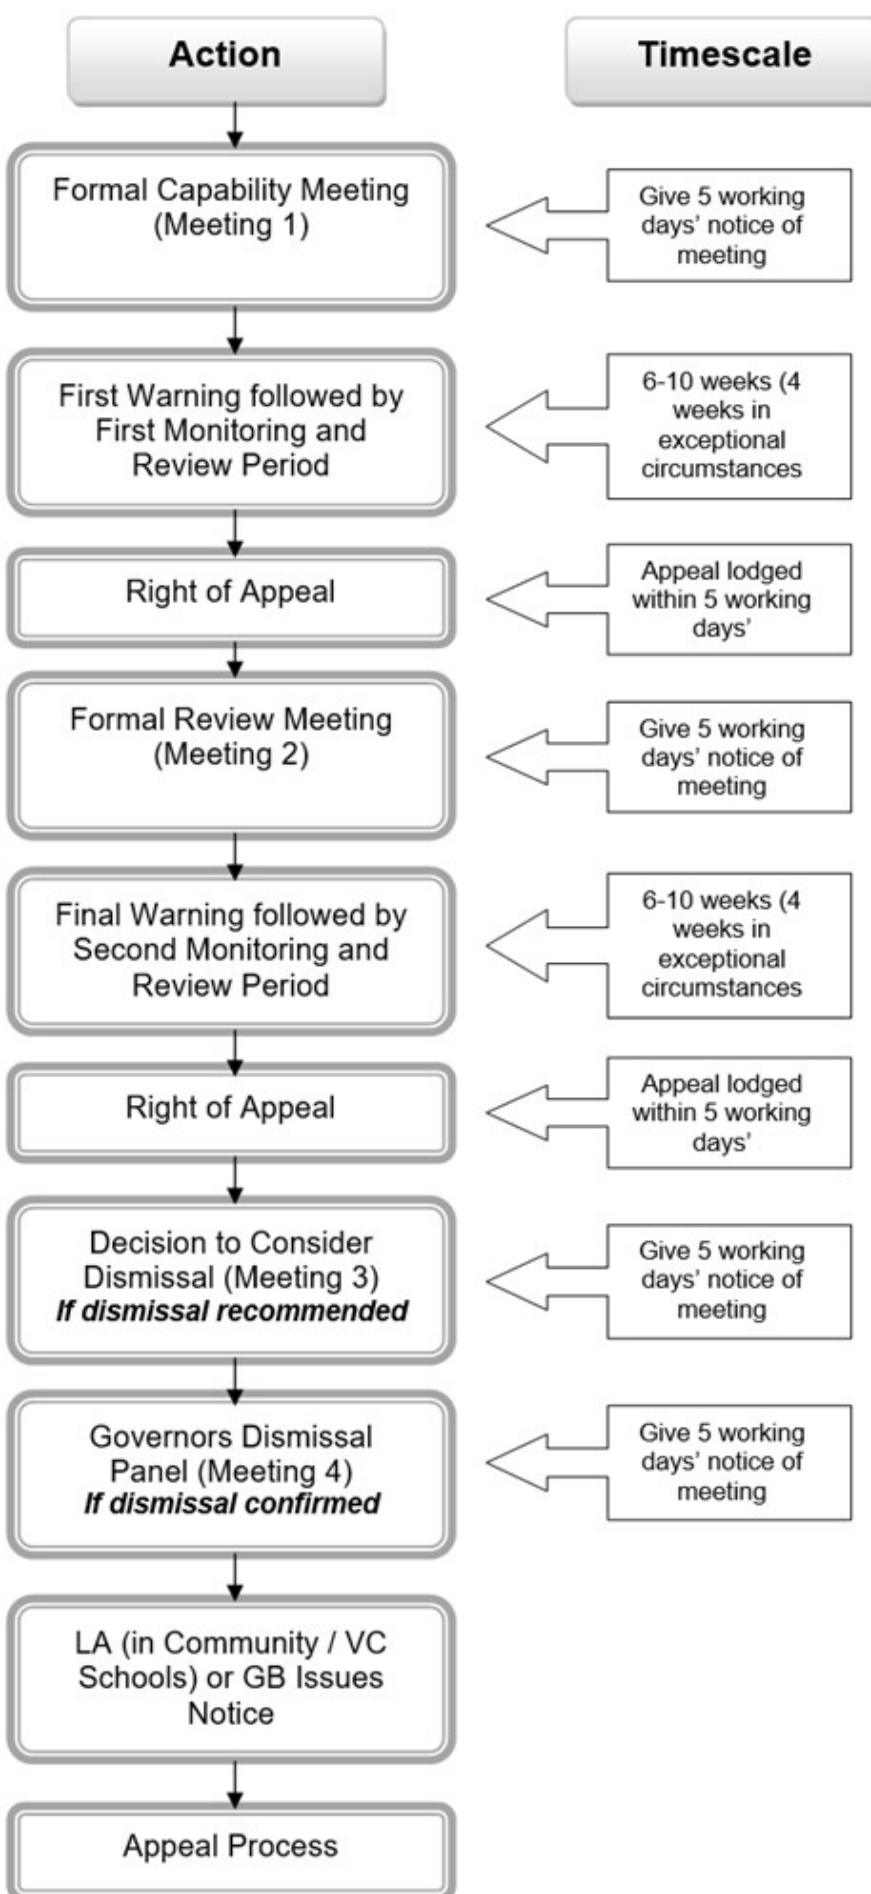 Action
Timescale
Formal Capability Meeting
(Meeting 1)
Give 5 working
days’ notice of
meeting
First Warning followed by
First Monitoring and
Review Period
6-10 weeks (4
weeks in
exceptional
circumstances
Right of Appeal
Appeal lodged
within 5 working
days’
Formal Review Meeting
(Meeting 2)
Give 5 working
days’ notice of
meeting
Final Warning followed by
Second Monitoring and
Review Period
6-10 weeks (4
weeks in
exceptional
circumstances
Right of Appeal
Appeal lodged
within 5 working
days’
Decision to Consider
Dismissal (Meeting 3)
If dismissal recommended
Give 5 working
days’ notice of
meeting
Governors Dismissal
Panel (Meeting 4)
If dismissal confirmed
Give 5 working
days’ notice of
meeting
LA (in Community / VC
Schools) or GB Issues
Notice
Appeal Process